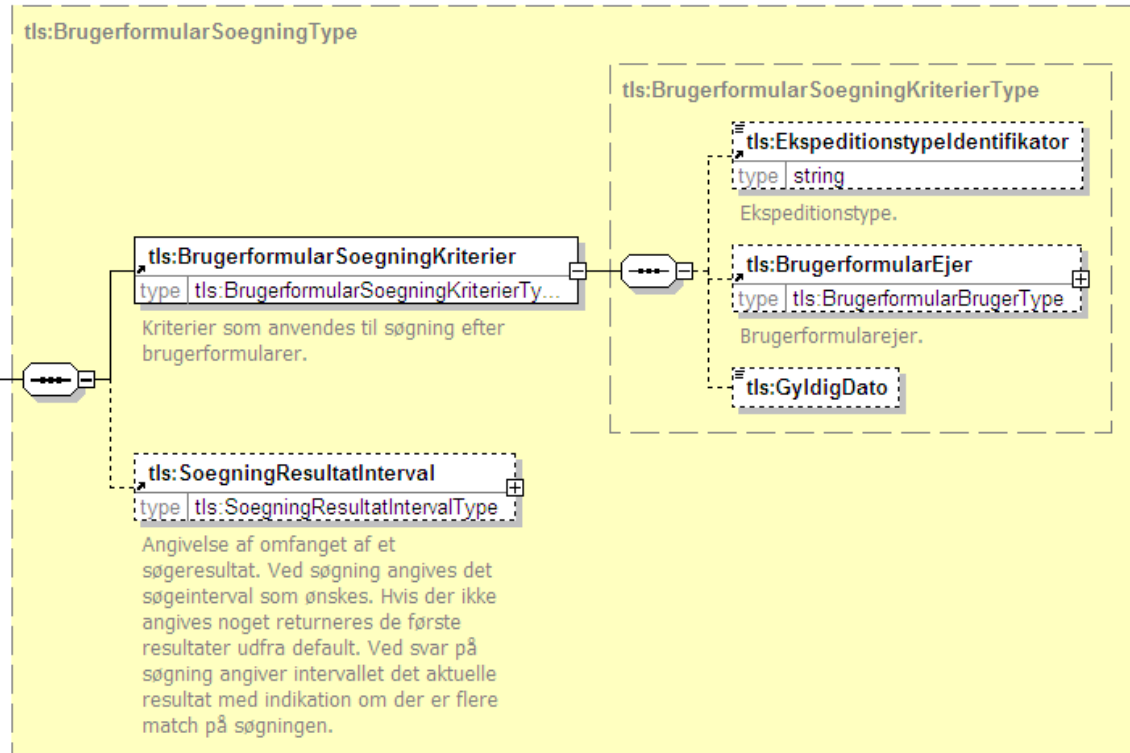 tls:BrugerformularSoegningType
tls:BrugerformularSoegningKriterierType
tls:EkspeditionstypeIdentifikator
type string
Ekspeditionstype.
tls:BrugerformularSoegningKriterier
type tls:BrugerformularSoegningKriterierTy...
Kriterier som anvendes til søgning efter
brugerformularer.
tls:BrugerformularEjer
type tls:BrugerformularBrugerType
Brugerformularejer.
tls:GyldigDato
tls:SoegningResultatInterval
type tls:SoegningResultatIntervalType
Angivelse af omfanget af et
søgeresultat. Ved søgning angives det
søgeinterval som ønskes. Hvis der ikke
angives noget returneres de første
resultater udfra default. Ved svar på
søgning angiver intervallet det aktuelle
resultat med indikation om der er flere
match på søgningen.